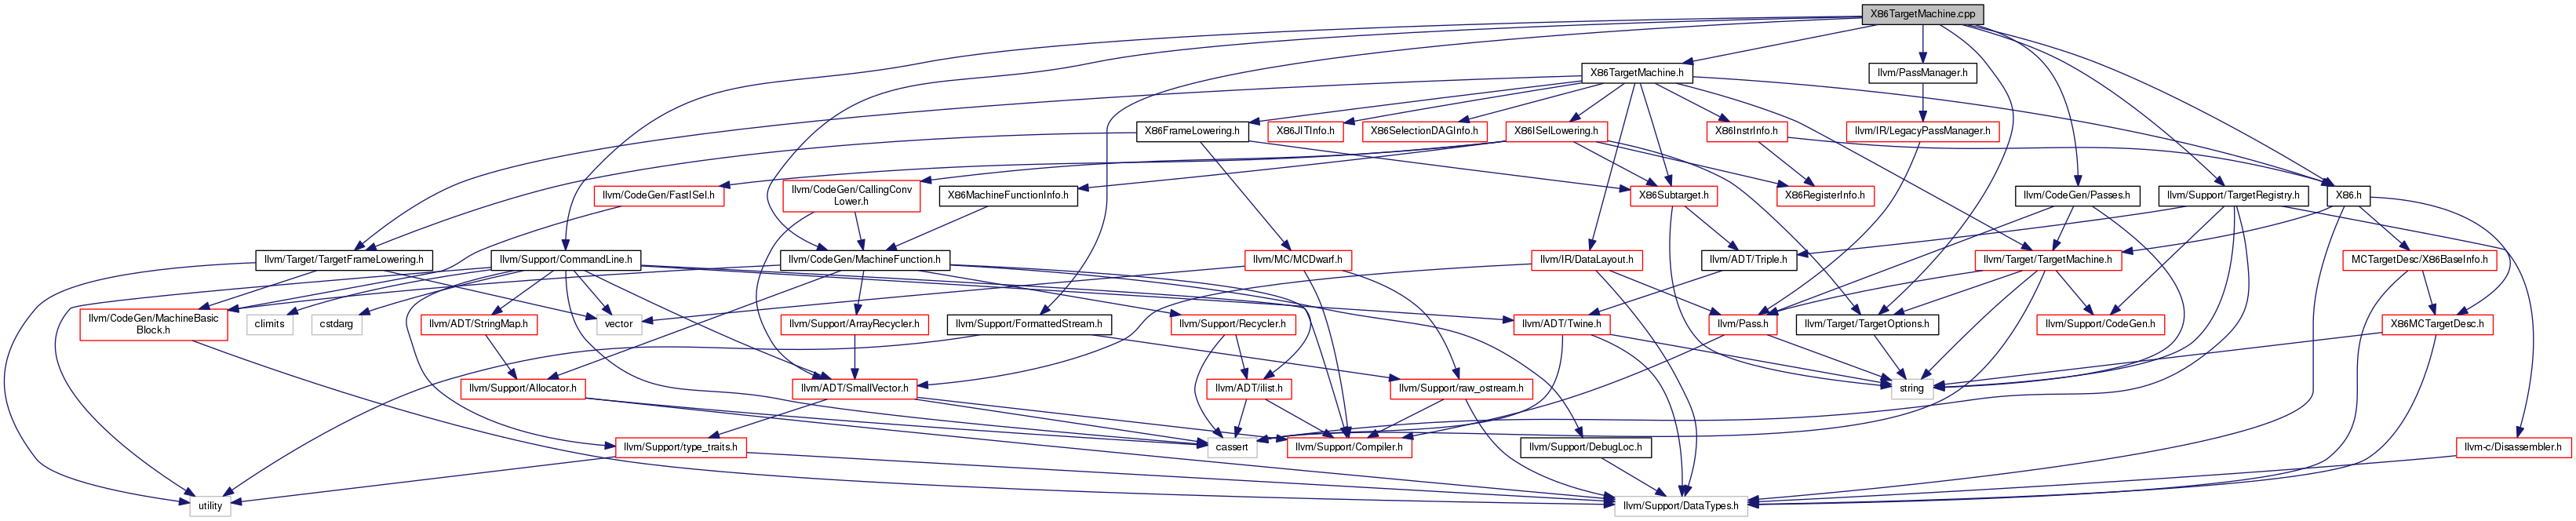 X86TargetMachine.cpp
X86TargetMachine.h
llvm/PassManager.h
X86FrameLowering.h
X86JITInfo.h
X86SelectionDAGInfo.h
X86ISelLowering.h
X86InstrInfo.h
llvm/IR/LegacyPassManager.h
llvm/CodeGen/FastISel.h
llvm/CodeGen/CallingConv
Lower.h
X86MachineFunctionInfo.h
X86Subtarget.h
X86RegisterInfo.h
llvm/CodeGen/Passes.h
llvm/Support/TargetRegistry.h
X86.h
llvm/Target/TargetFrameLowering.h
llvm/Support/CommandLine.h
llvm/CodeGen/MachineFunction.h
llvm/MC/MCDwarf.h
llvm/IR/DataLayout.h
llvm/ADT/Triple.h
llvm/Target/TargetMachine.h
MCTargetDesc/X86BaseInfo.h
llvm/CodeGen/MachineBasic
Block.h
climits
cstdarg
llvm/ADT/StringMap.h
vector
llvm/Support/ArrayRecycler.h
llvm/Support/FormattedStream.h
llvm/Support/Recycler.h
llvm/ADT/Twine.h
llvm/Pass.h
llvm/Target/TargetOptions.h
llvm/Support/CodeGen.h
X86MCTargetDesc.h
llvm/Support/Allocator.h
llvm/ADT/SmallVector.h
llvm/ADT/ilist.h
llvm/Support/raw_ostream.h
string
llvm/Support/type_traits.h
cassert
llvm/Support/Compiler.h
llvm/Support/DebugLoc.h
llvm-c/Disassembler.h
utility
llvm/Support/DataTypes.h